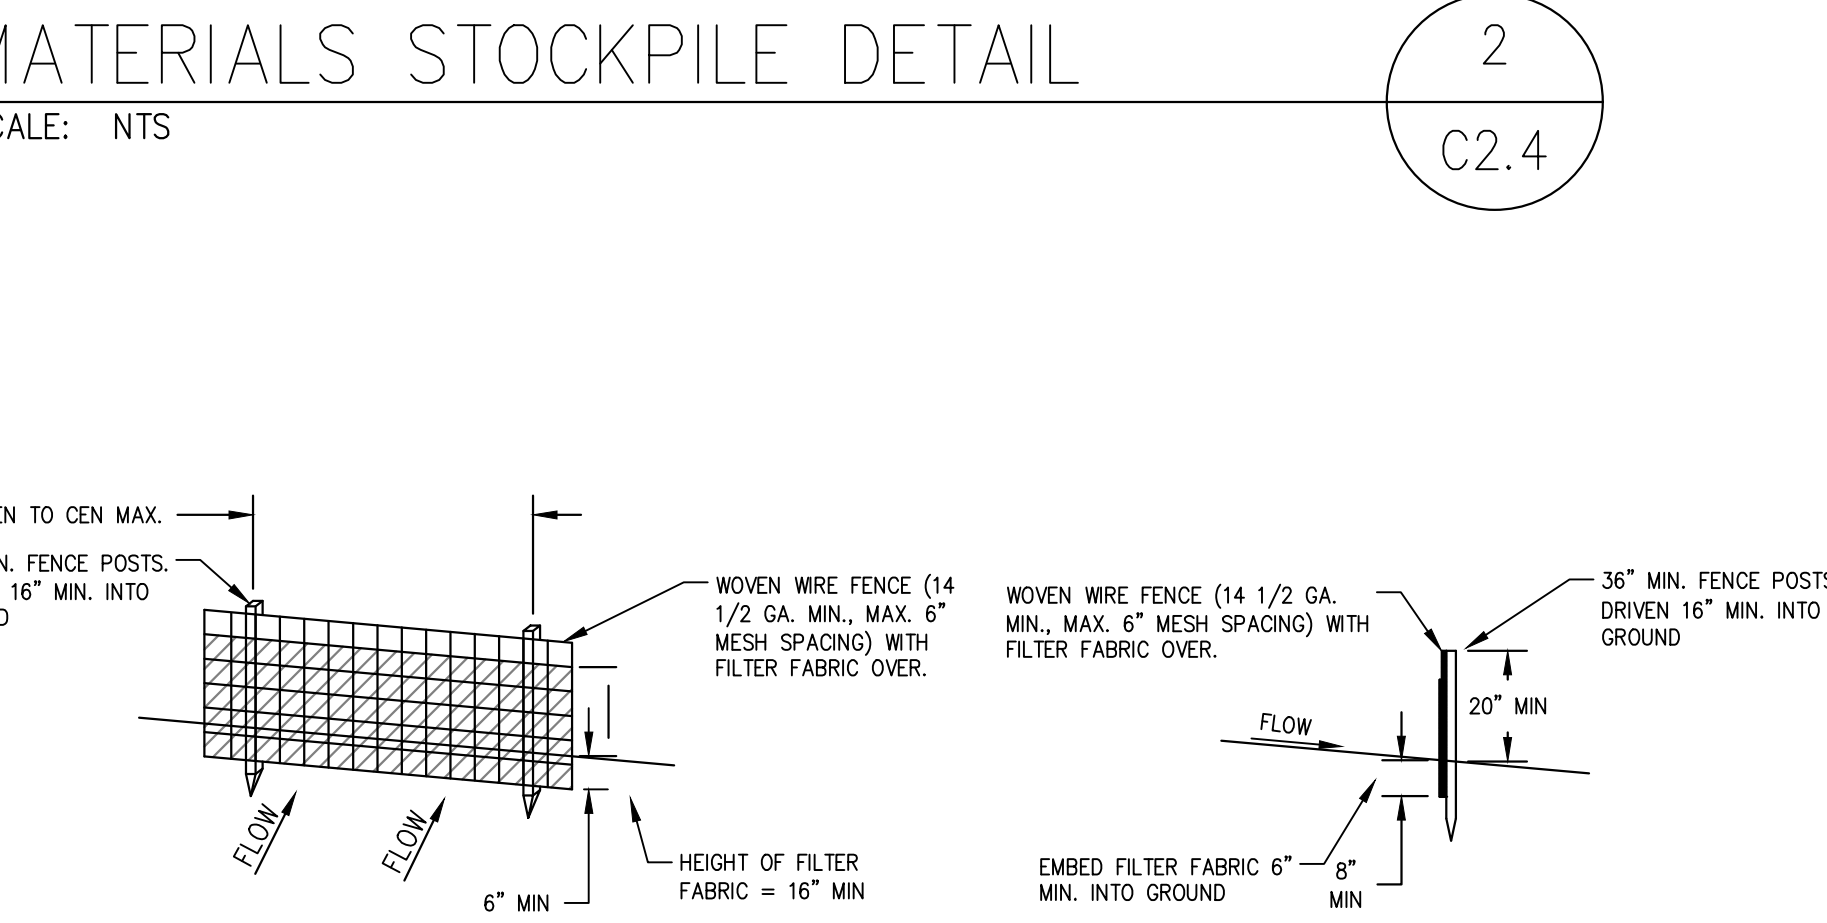 MATERIALS STOCKPILE DETAIL
2
C2.4
CALE: NTS
EN TO CEN MAX.
N. FENCE POSTS.
16” MIN. INTO
D
WOVEN WIRE FENCE (14
1/2 GA. MIN., MAX. 6”
MESH SPACING) WITH
FILTER FABRIC OVER.
FLOW
FLOW
6” MIN
HEIGHT OF FILTER
FABRIC = 16” MIN
WOVEN WIRE FENCE (14 1/2 GA.
MIN., MAX. 6” MESH SPACING) WITH
FILTER FABRIC OVER.
36” MIN. FENCE POSTS
DRIVEN 16” MIN. INTO
GROUND
20” MIN
FLOW
EMBED FILTER FABRIC 6”
MIN. INTO GROUND
8”
MIN